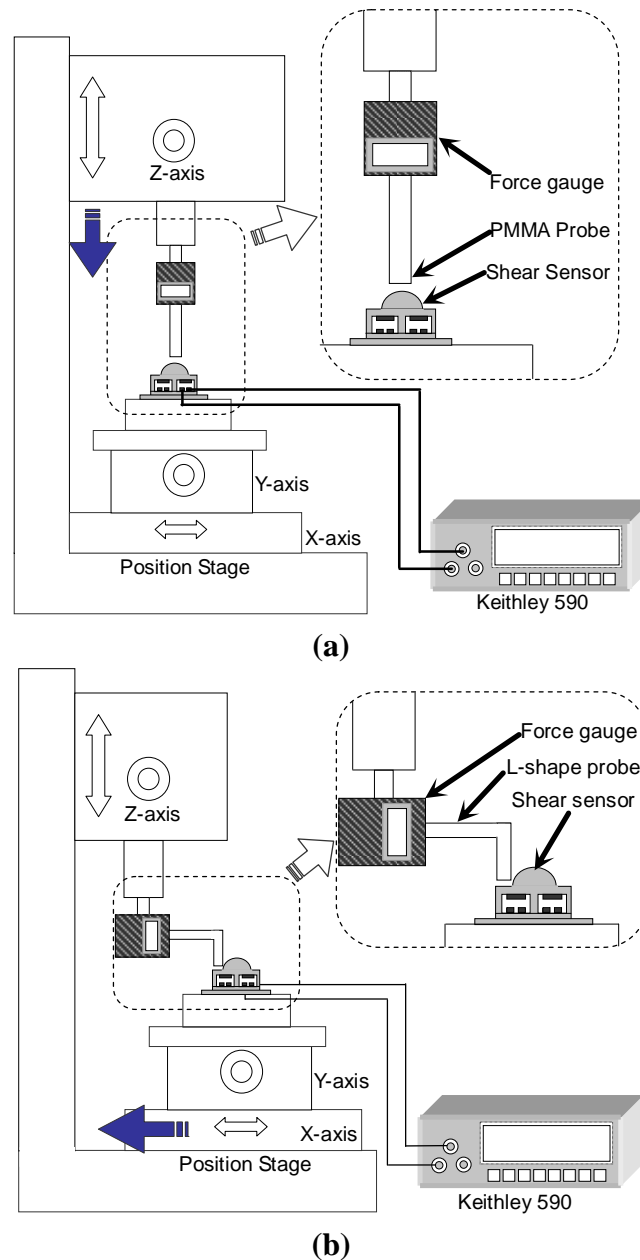 Z-axis
Force gauge
PMMA Probe
Shear Sensor
Y-axis
X-axis
Position Stage
Keithley 590
(a)
Force gauge
L-shape probe
Shear sensor
Z-axis
Y-axis
X-axis
Position Stage
Keithley 590
(b)